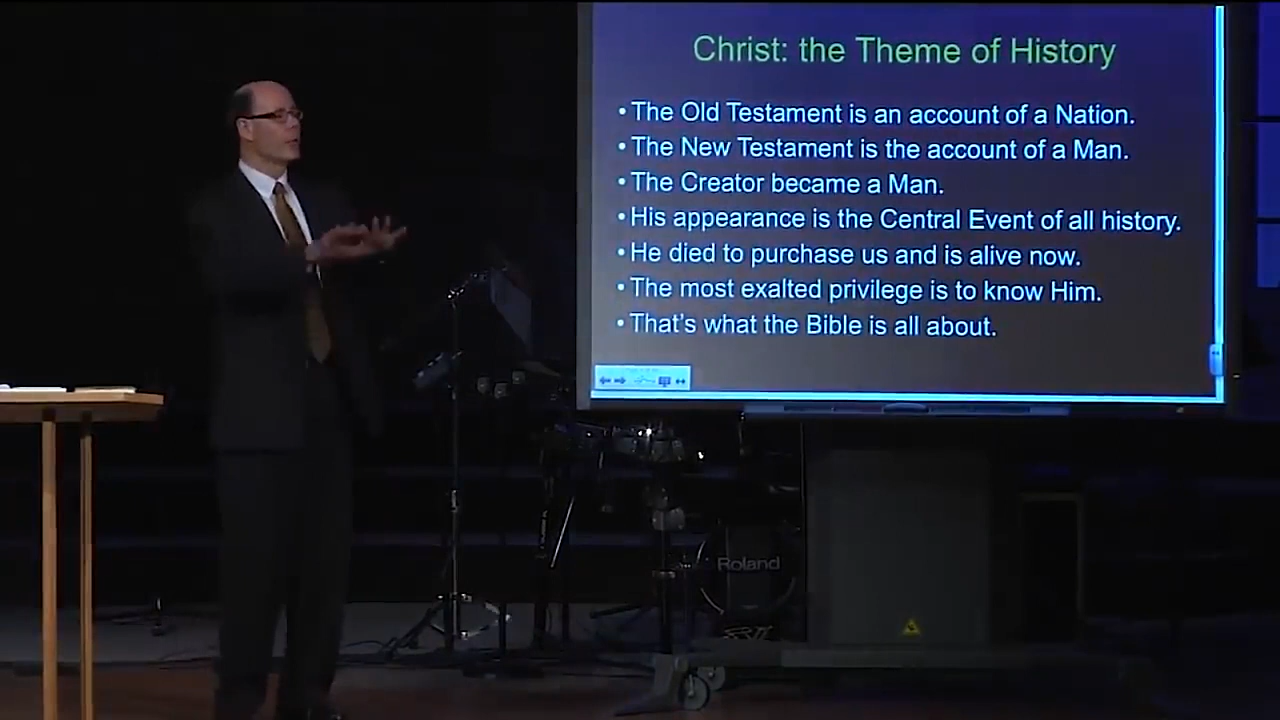 Christ: the Theme of History
•The Old Testament is an account of a Nation.
•The New Testament is the account of a Man.
•The Creator became a Man.
•His appearance is the Central Event of all history.
•He died to purchase us and is alive now.
•The most exalted privilege is to know Him.
•That's what the Bible is all about.
Roland